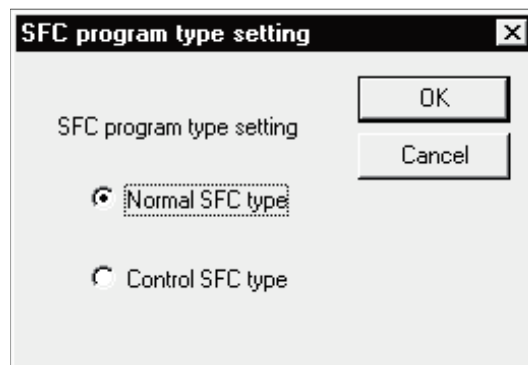 SFC program type setting
OK
SFC program type setting
Cancel
Normal SFC type
Control SFC type